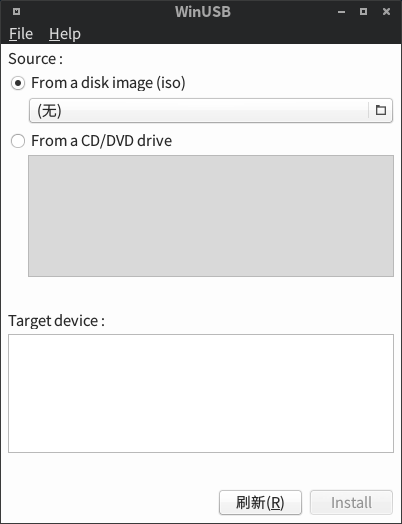 WinUSB
File Help
Source :
From a disk image (iso)
(无)
From a CD/DVD drive
Target device :
刷新(R) Install